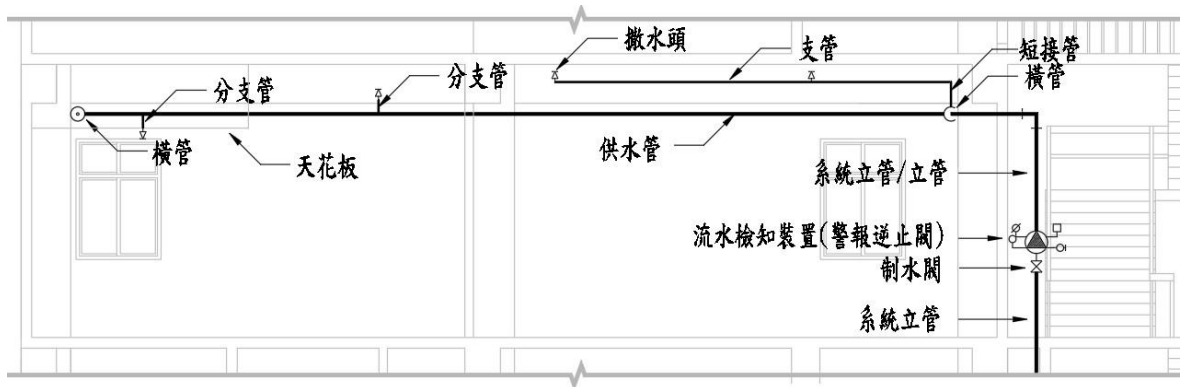 撒水頭
支管
短接管
橫管
分支管
分支管
橫管
天花板
供水管
系統立管/立管
流水檢知裝置(警報逆止閥)
制水閥
系統立管